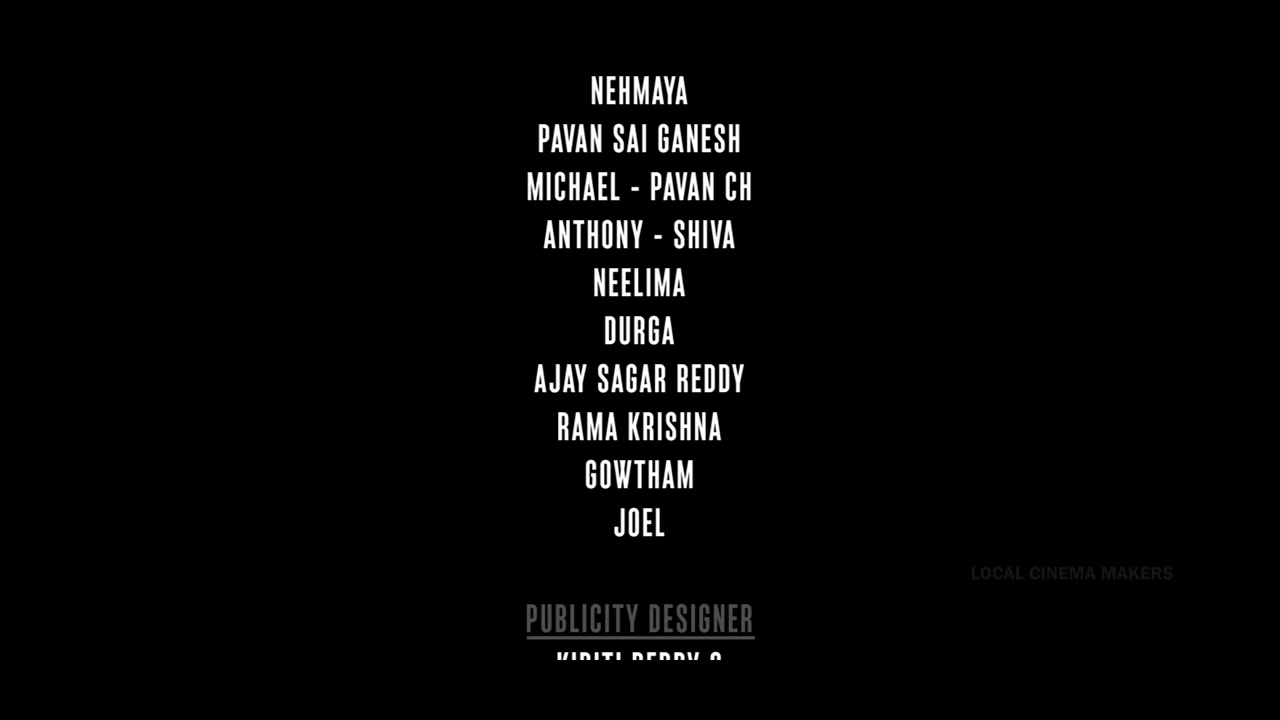 NEHMAYA
PAVAN SAI GANESH
MICHAEL - PAVAN CH
ANTHONY - SHIVA
NEELIMA
DURGA
AJAY SAGAR REDDY
RAMA KRISHNA
GOWTHAM
JOEL
LOCAL CINEMA MAKERS
PUBLICITY DESIGNER